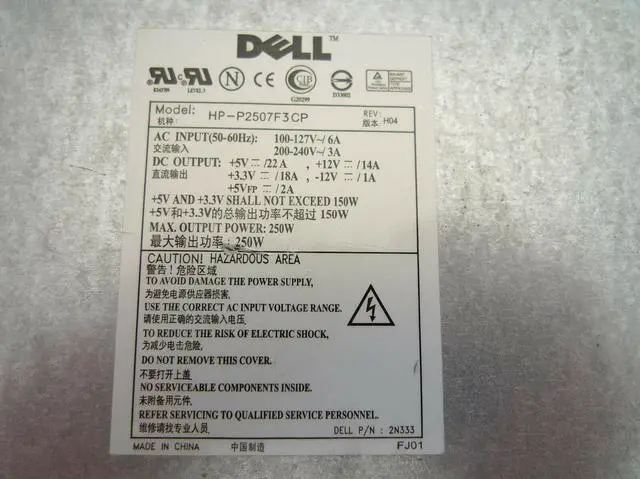 DELL™
Model: HP-P2507F3CP REV: H04
机种: 版本
AC INPUT(50-60Hz): 100-127V~/ 6A
交流输入 200-240V~/ 3A
DC OUTPUT: +5V ⎓ /22 A , +12V ⎓ /14A
直流输出 +3.3V ⎓ /18A , -12V ⎓ /1A
+5VFP ⎓ /2A
+5V AND +3.3V SHALL NOT EXCEED 150W
+5V和+3.3V的总输出功率不超过 150W
MAX. OUTPUT POWER: 250W
最大输出功率: 250W
CAUTION! HAZARDOUS AREA
警告! 危险区域
TO AVOID DAMAGE THE POWER SUPPLY,
为避免电源供应器损害,
USE THE CORRECT AC INPUT VOLTAGE RANGE.
请使用正确的交流输入电压.
TO REDUCE THE RISK OF ELECTRIC SHOCK,
为减少电击危险,
DO NOT REMOVE THIS COVER.
不要打开上盖.
NO SERVICEABLE COMPONENTS INSIDE.
未附备用元件.
REFER SERVICING TO QUALIFIED SERVICE PERSONNEL.
维修请找专业人员. DELL P/N : 2N333
MADE IN CHINA 中国制造 FJ01